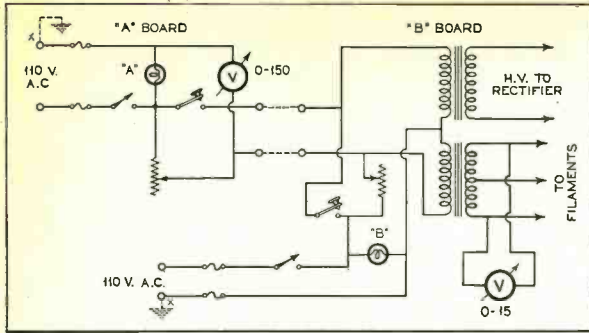 "A" BOARD
"B" BOARD
X
"A"
V
0-150
110 V.
A.C.
H.V. TO
RECTIFIER
TO
FILAMENTS
"B"
110 V. A.C.
X
V
0-15